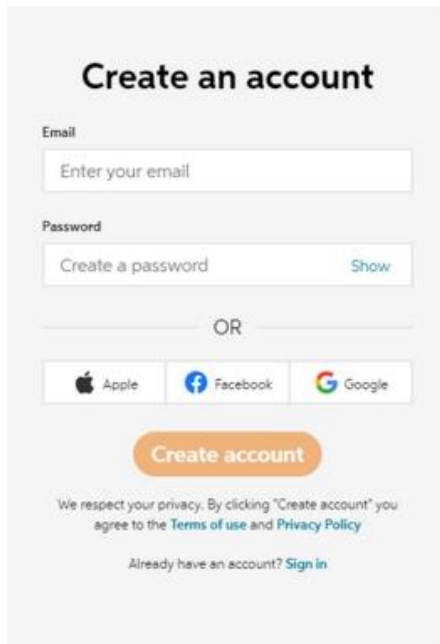 Create an account
Email
Enter your email
Password
Create a password Show
OR
Apple Facebook Google
Create account
We respect your privacy. By clicking "Create account" you
agree to the Terms of use and Privacy Policy
Already have an account? Sign in